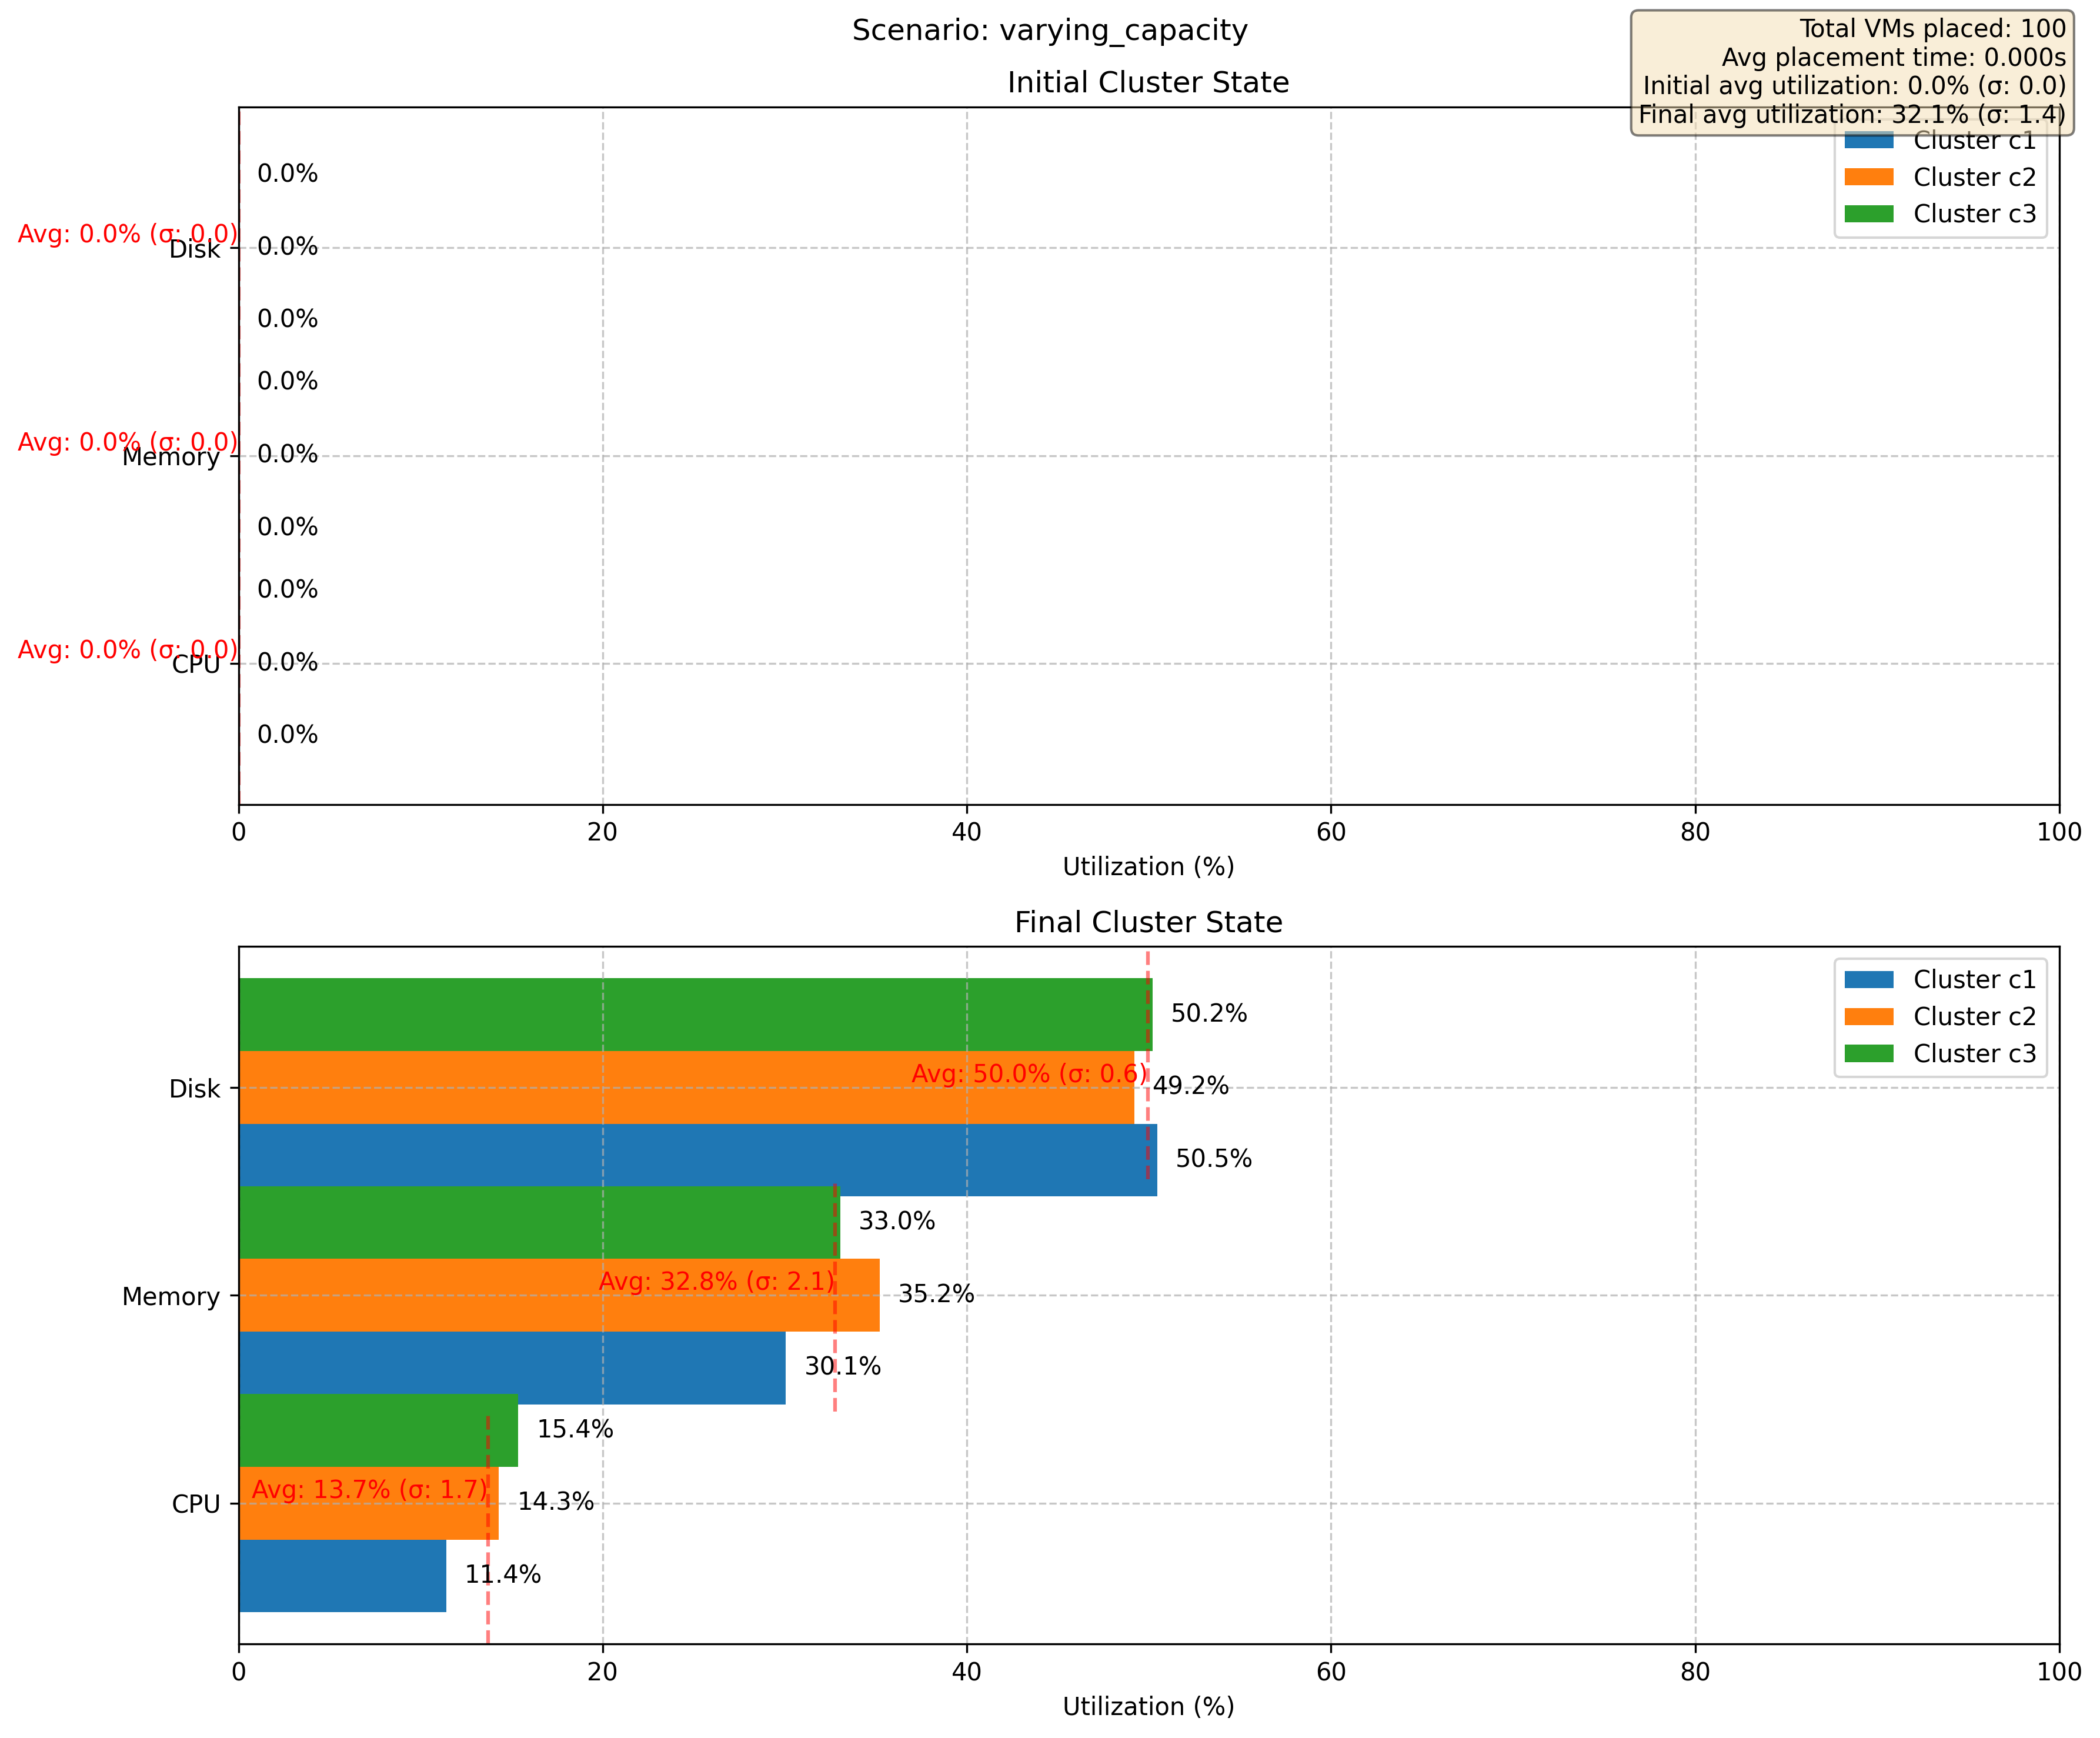 Scenario: varying_capacity
Total VMs placed: 100
Avg placement time: 0.000s
Initial avg utilization: 0.0% (σ: 0.0)
Final avg utilization: 32.1% (σ: 1.4)
Initial Cluster State
Cluster c1
Cluster c2
Cluster c3
0.0%
Avg: 0.0% (σ: 0.0)
Disk
0.0%
0.0%
0.0%
Avg: 0.0% (σ: 0.0)
Memory
0.0%
0.0%
0.0%
Avg: 0.0% (σ: 0.0)
CPU
0.0%
0.0%
0 20 40 60 80 100
Utilization (%)
Final Cluster State
Cluster c1
Cluster c2
Cluster c3
50.2%
Avg: 50.0% (σ: 0.6)
Disk
49.2%
50.5%
33.0%
Avg: 32.8% (σ: 2.1)
Memory
35.2%
30.1%
15.4%
Avg: 13.7% (σ: 1.7)
CPU
14.3%
11.4%
0 20 40 60 80 100
Utilization (%)